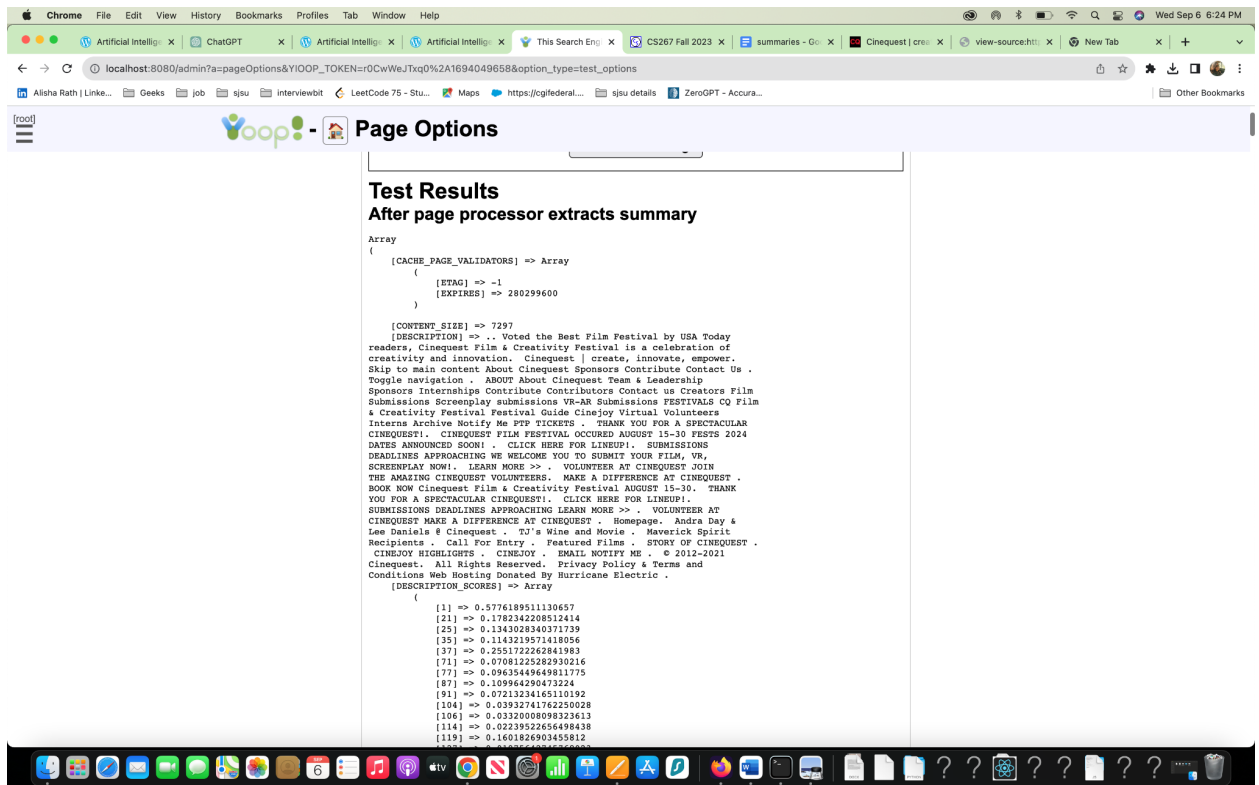 Chrome File Edit View History Bookmarks Profiles Tab Window Help Wed Sep 6 6:24 PM
Artificial Intellige ChatGPT Artificial Intellige Artificial Intellige This Search Eng CS267 Fall 2023 summaries - Go Cinequest | crea view-source:htt New Tab
localhost:8080/admin?a=pageOptions&YIOOP_TOKEN=r0CwWeJTxq0%2A1694049658&option_type=test_options
Alisha Rath | Linke... Geeks job sjsu interviewbit LeetCode 75 - Stu... Maps https://cgifederal.... sjsu details ZeroGPT - Accura... Other Bookmarks
[root]
Yoop! - Page Options
Test Results
After page processor extracts summary
Array
(
[CACHE_PAGE_VALIDATORS] => Array
(
[ETAG] => -1
[EXPIRES] => 280299600
)
[CONTENT_SIZE] => 7297
[DESCRIPTION] => .. Voted the Best Film Festival by USA Today
readers, Cinequest Film & Creativity Festival is a celebration of
creativity and innovation. Cinequest | create, innovate, empower.
Skip to main content About Cinequest Sponsors Contribute Contact Us .
Toggle navigation . ABOUT About Cinequest Team & Leadership
Sponsors Internships Contribute Contributors Contact us Creators Film
Submissions Screenplay submissions VR-AR Submissions FESTIVALS CQ Film
& Creativity Festival Festival Guide Cinejoy Virtual Volunteers
Interns Archive Notify Me PTP TICKETS . THANK YOU FOR A SPECTACULAR
CINEQUEST!. CINEQUEST FILM FESTIVAL OCCURED AUGUST 15-30 FESTS 2024
DATES ANNOUNCED SOON! . CLICK HERE FOR LINEUP!. SUBMISSIONS
DEADLINES APPROACHING WE WELCOME YOU TO SUBMIT YOUR FILM, VR,
SCREENPLAY NOW!. LEARN MORE >> . VOLUNTEER AT CINEQUEST JOIN
THE AMAZING CINEQUEST VOLUNTEERS. MAKE A DIFFERENCE AT CINEQUEST .
BOOK NOW Cinequest Film & Creativity Festival AUGUST 15-30. THANK
YOU FOR A SPECTACULAR CINEQUEST!. CLICK HERE FOR LINEUP!.
SUBMISSIONS DEADLINES APPROACHING LEARN MORE >> . VOLUNTEER AT
CINEQUEST MAKE A DIFFERENCE AT CINEQUEST . Homepage. Andra Day &
Lee Daniels @ Cinequest . TJ's Wine and Movie . Maverick Spirit
Recipients . Call For Entry . Featured Films . STORY OF CINEQUEST .
CINEJOY HIGHLIGHTS . CINEJOY . EMAIL NOTIFY ME . © 2012-2021
Cinequest. All Rights Reserved. Privacy Policy & Terms and
Conditions Web Hosting Donated By Hurricane Electric .
[DESCRIPTION_SCORES] => Array
(
[1] => 0.5776189511130657
[21] => 0.1782342208512414
[25] => 0.1343028340371739
[35] => 0.1143219571418056
[37] => 0.2551722262841983
[71] => 0.07081225282930216
[77] => 0.09635449649811775
[87] => 0.109964290473224
[91] => 0.07213234165110192
[104] => 0.03932741762250028
[106] => 0.03320008098323613
[114] => 0.02239522656498438
[119] => 0.1601826903455812
SEP
6
tv